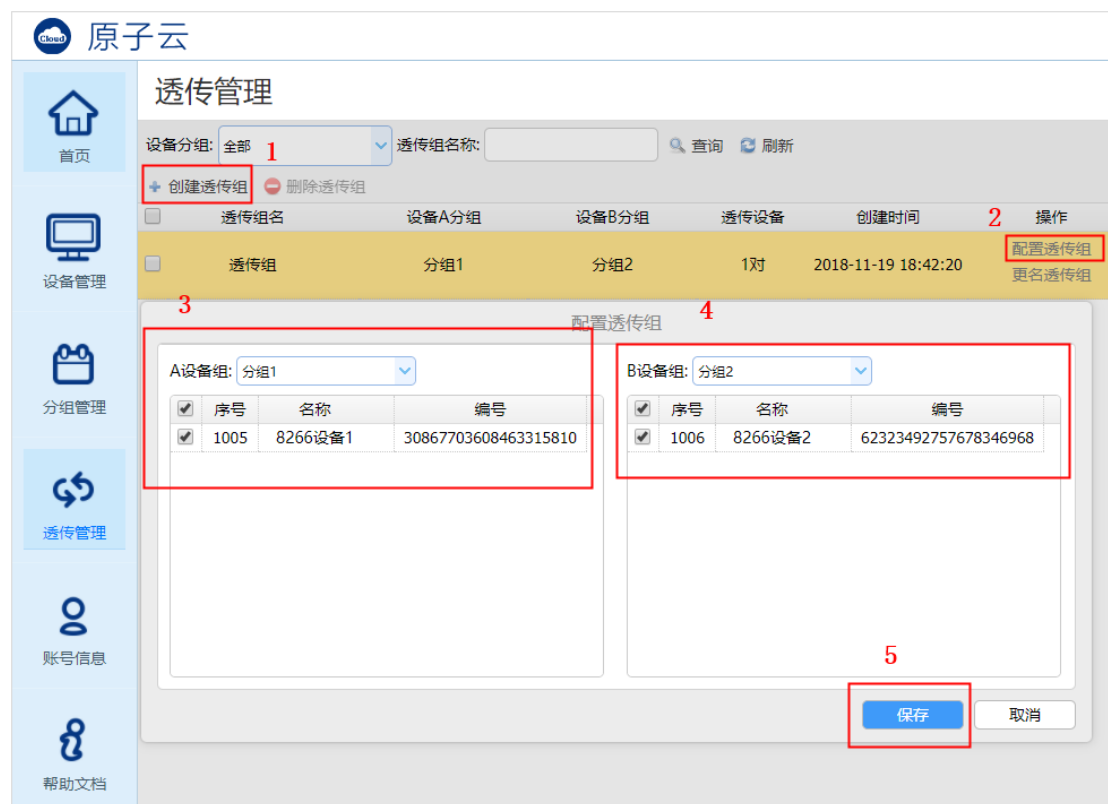 Cloud 原子云
透传管理
设备分组: 全部 1 透传组名称: 查询 刷新
创建透传组 删除透传组
透传组名 设备A分组 设备B分组 透传设备 创建时间 2 操作
透传组 分组1 分组2 1对 2018-11-19 18:42:20 配置透传组
更名透传组
3 配置透传组 4
A设备组: 分组1 B设备组: 分组2
序号 名称 编号 序号 名称 编号
1005 8266设备1 30867703608463315810 1006 8266设备2 62323492757678346968
5
保存 取消
首页
设备管理
分组管理
透传管理
账号信息
帮助文档